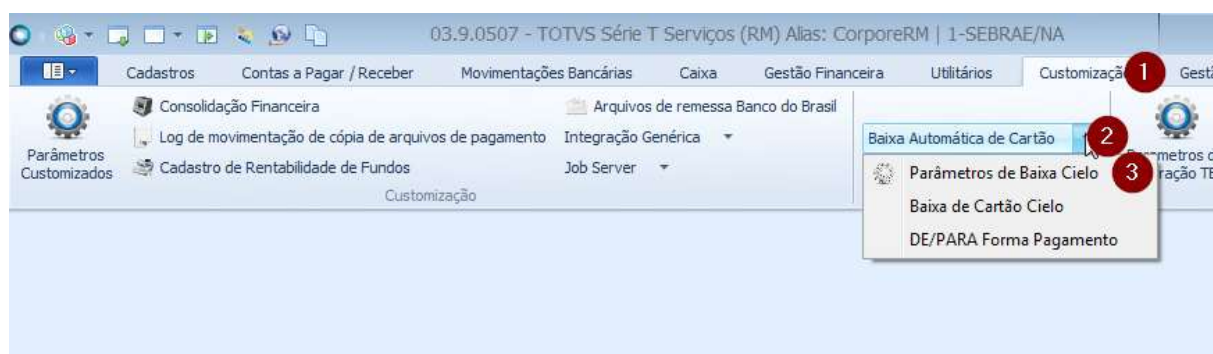 03.9.0507 - TOTVS Série T Serviços (RM) Alias: CorporeRM | 1-SEBRAE/NA
Cadastros Contas a Pagar / Receber Movimentações Bancárias Caixa Gestão Financeira Utilitários Customização 1
Consolidação Financeira Arquivos de remessa Banco do Brasil
Log de movimentação de cópia de arquivos de pagamento Integração Genérica Baixa Automática de Cartão 2
Parâmetros Customizados
Cadastro de Rentabilidade de Fundos Job Server
Customização
Parâmetros de Baixa Cielo 3
Baixa de Cartão Cielo
DE/PARA Forma Pagamento